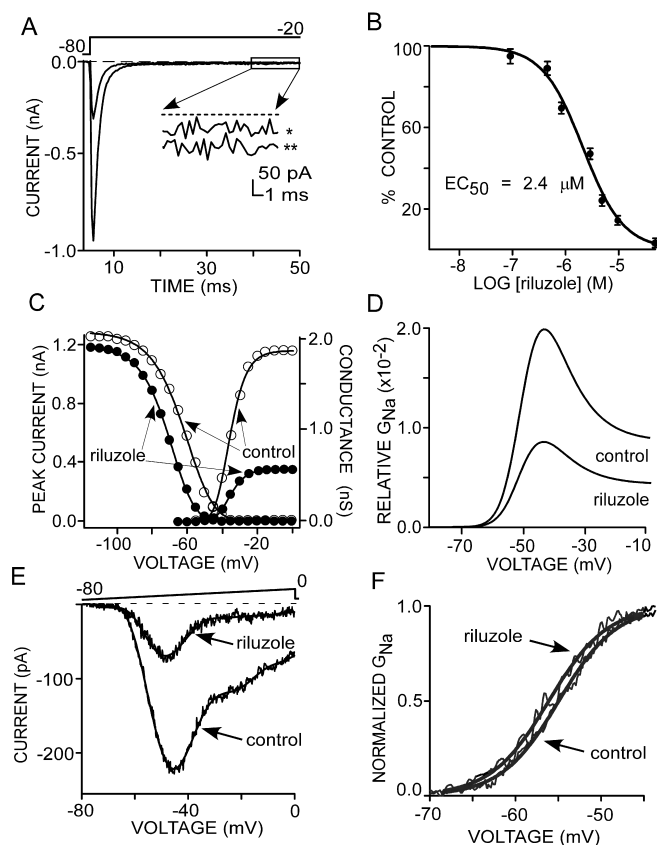 A
-80
-20
0.0
-0.5
-1.0
CURRENT (nA)
*
**
50 pA
1 ms
10
30
50
TIME (ms)
B
100
60
20
% CONTROL
EC50 = 2.4 μM
-8
-7
-6
-5
LOG [riluzole] (M)
C
1.2
0.8
0.4
0.0
PEAK CURRENT (nA)
2.0
1.0
0.0
CONDUCTANCE (nS)
riluzole
control
-100
-60
-20
VOLTAGE (mV)
D
2.0
1.0
0.0
RELATIVE GNa (x10-2)
control
riluzole
-70
-50
-30
-10
VOLTAGE (mV)
E
-80
0
-100
-200
CURRENT (pA)
riluzole
control
-80
-40
0
VOLTAGE (mV)
F
1.0
0.5
0.0
NORMALIZED GNa
riluzole
control
-70
-60
-50
VOLTAGE (mV)